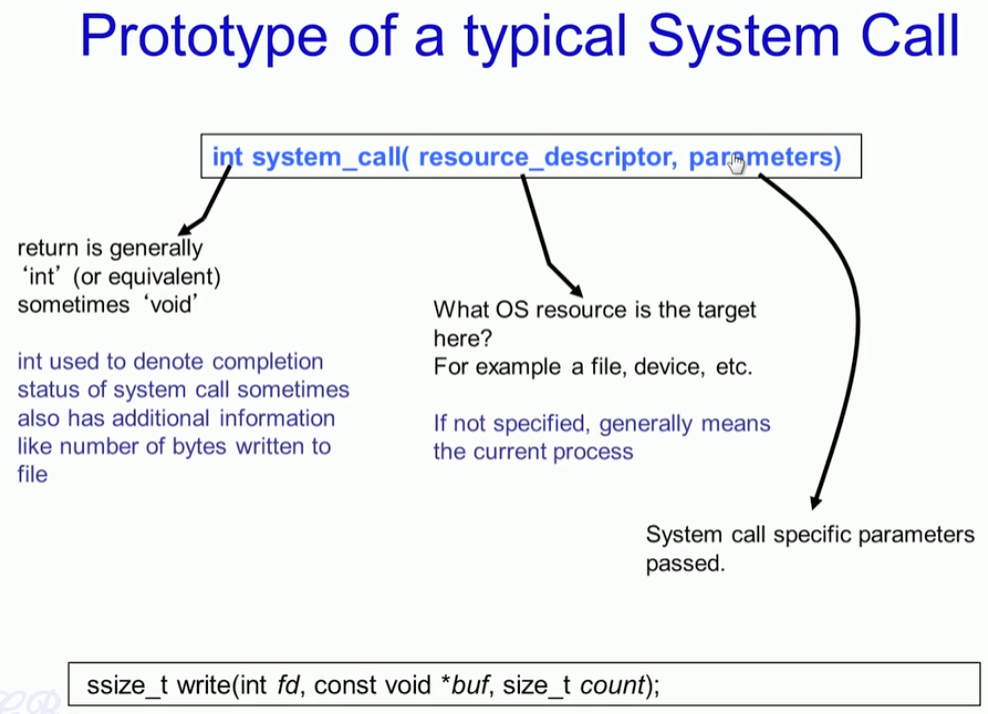 Prototype of a typical System Call
int system_call( resource_descriptor, parameters)
return is generally
‘int’ (or equivalent)
sometimes ‘void’
int used to denote completion
status of system call sometimes
also has additional information
like number of bytes written to
file
What OS resource is the target
here?
For example a file, device, etc.
If not specified, generally means
the current process
System call specific parameters
passed.
ssize_t write(int fd, const void *buf, size_t count);